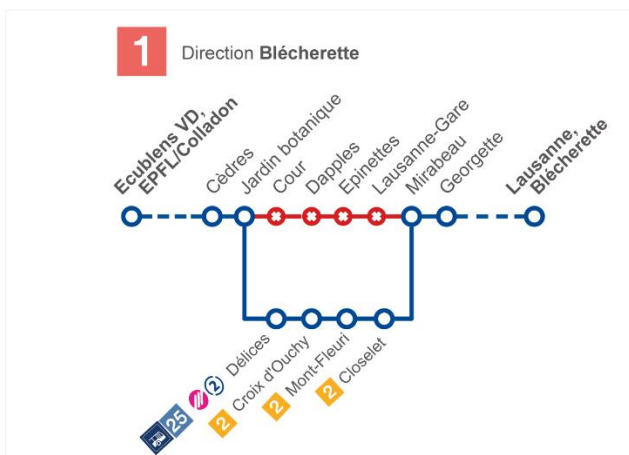 1 Direction Blécherette
Ecublens VD,
EPFL/Colladon
Cèdres
Jardin botanique
Cour
Dapples
Epinettes
Lausanne-Gare
Mirabeau
Georgette
Lausanne,
Blécherette
25 2 Délices
2 Croix d'Ouchy
2 Mont-Fleuri
2 Closelet